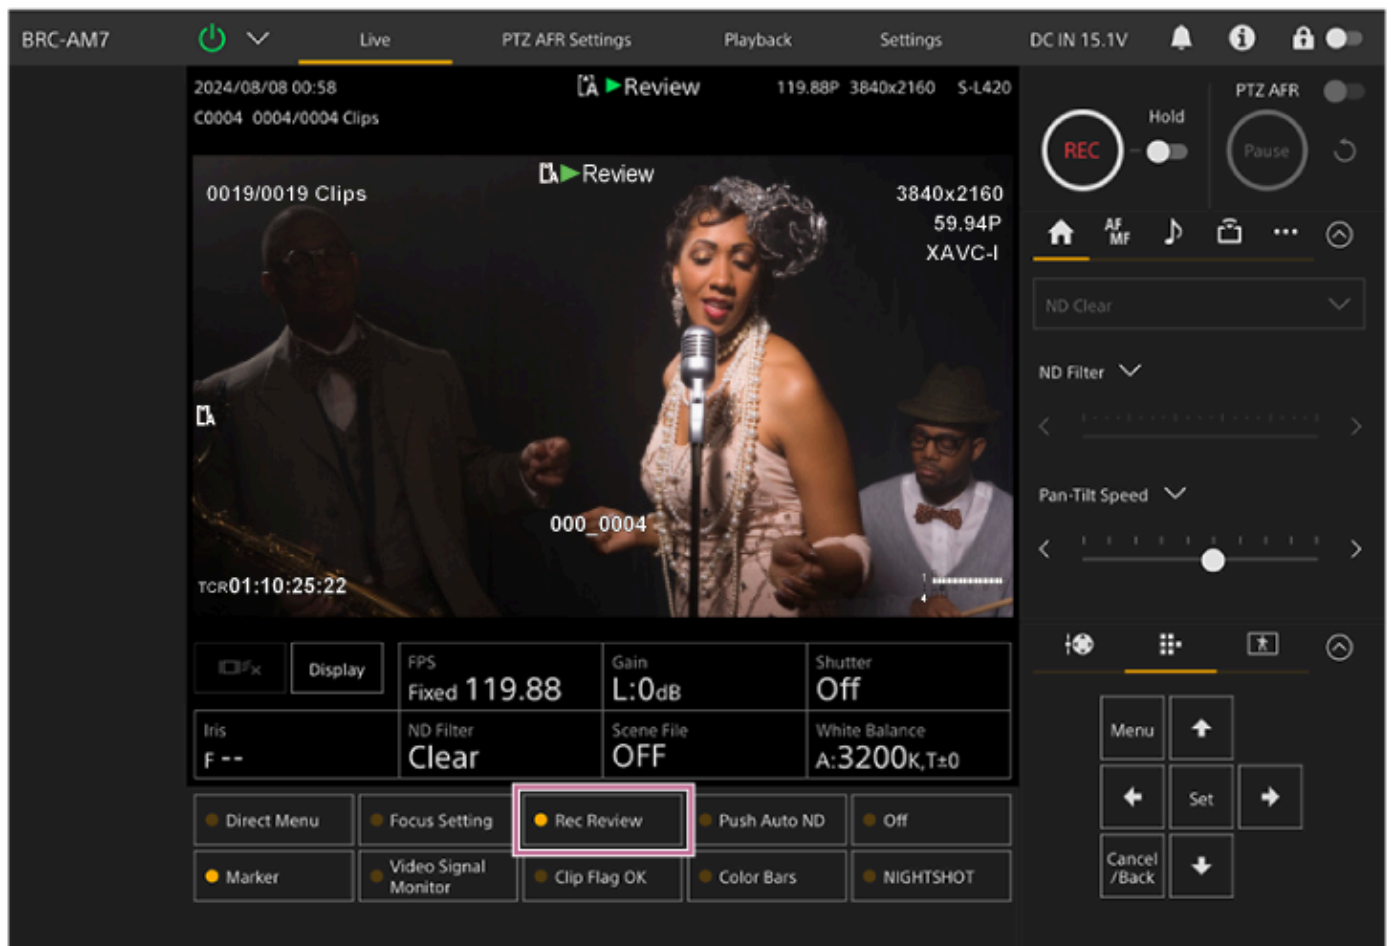 BRC-AM7
Live
PTZ AFR Settings
Playback
Settings
DC IN 15.1V
2024/08/08 00:58
A ▶Review
119.88P 3840x2160 S-L420
C0004 0004/0004 Clips
0019/0019 Clips
A▶Review
3840x2160
59.94P
XAVC-I
A
000_0004
TCR01:10:25:22
1
4
Display
FPS
Fixed 119.88
Gain
L:0dB
Shutter
Off
Iris
F --
ND Filter
Clear
Scene File
OFF
White Balance
A:3200K,T±0
Direct Menu
Focus Setting
Rec Review
Push Auto ND
Off
Marker
Video Signal
Monitor
Clip Flag OK
Color Bars
NIGHTSHOT
PTZ AFR
REC
Hold
Pause
AF
MF
ND Clear
ND Filter
Pan-Tilt Speed
Menu
Set
Cancel
/Back